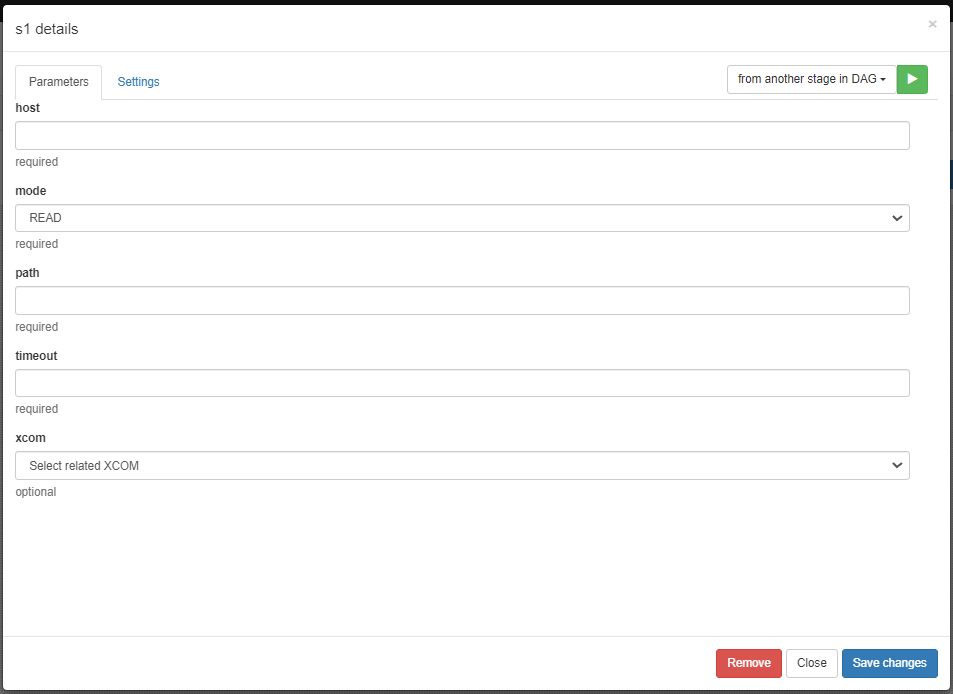 s1 details
×
Parameters
Settings
from another stage in DAG
host
required
mode
READ
required
path
required
timeout
required
xcom
Select related XCOM
optional
Remove
Close
Save changes